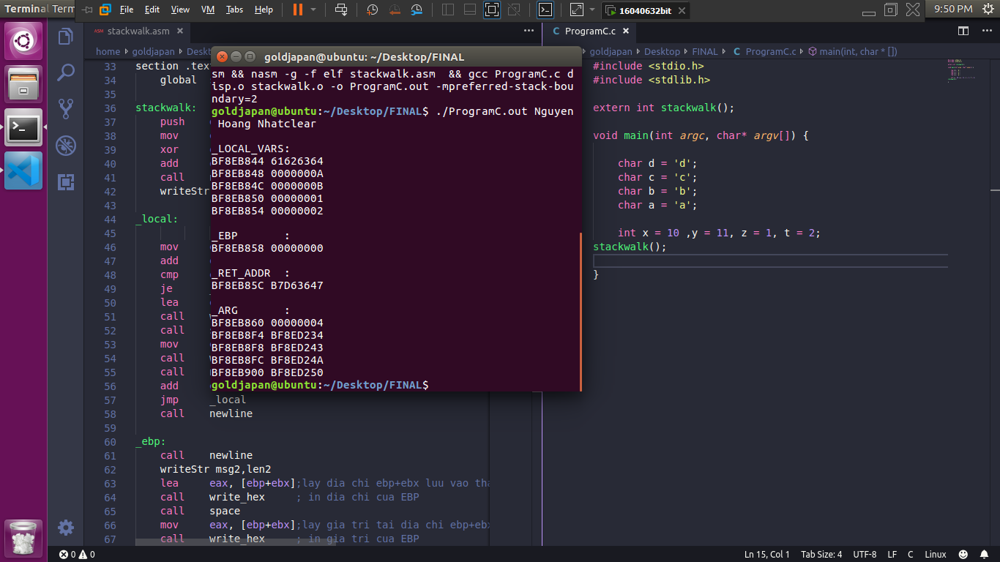 Terminal Term
File Edit View VM Tabs Help
16040632bit
9:50 PM
ASM stackwalk.asm ×
C ProgramC.c ×
home › goldjapan › Deskt
goldjapan › Desktop › FINAL › C ProgramC.c › main(int, char * [])
goldjapan@ubuntu: ~/Desktop/FINAL
sm && nasm -g -f elf stackwalk.asm  && gcc ProgramC.c d
isp.o stackwalk.o -o ProgramC.out -mpreferred-stack-bou
ndary=2
goldjapan@ubuntu:~/Desktop/FINAL$ ./ProgramC.out Nguyen
 Hoang Nhatclear
_LOCAL_VARS:
BF8EB844 61626364
BF8EB848 0000000A
BF8EB84C 0000000B
BF8EB850 00000001
BF8EB854 00000002
_EBP        :
BF8EB858 00000000
_RET_ADDR  :
BF8EB85C B7D63647
_ARG        :
BF8EB860 00000004
BF8EB8F4 BF8ED234
BF8EB8F8 BF8ED243
BF8EB8FC BF8ED24A
BF8EB900 BF8ED250
goldjapan@ubuntu:~/Desktop/FINAL$
33 section .tex
34 global
35
36 stackwalk:
37 push
38 mov
39 xor
40 add
41 call
42 writeStr
43
44 _local:
45
46 mov
47 add
48 cmp
49 je
50 lea
51 call
52 call
53 mov
54 call
55 call
56 add
57 jmp _local
58 call newline
59
60 _ebp:
61 call newline
62 writeStr msg2,len2
63 lea eax, [ebp+ebx];lay dia chi ebp+ebx luu vao tha
64 call write_hex ; in dia chi cua EBP
65 call space
66 mov eax, [ebp+ebx];lay gia tri tai dia chi ebp+eb
67 call write_hex ; in gia tri cua EBP
#include <stdio.h>
#include <stdlib.h>
extern int stackwalk();
void main(int argc, char* argv[]) {
char d = 'd';
char c = 'c';
char b = 'b';
char a = 'a';
int x = 10 ,y = 11, z = 1, t = 2;
stackwalk();
}
0 0
Ln 15, Col 1 Tab Size: 4 UTF-8 LF C Linux